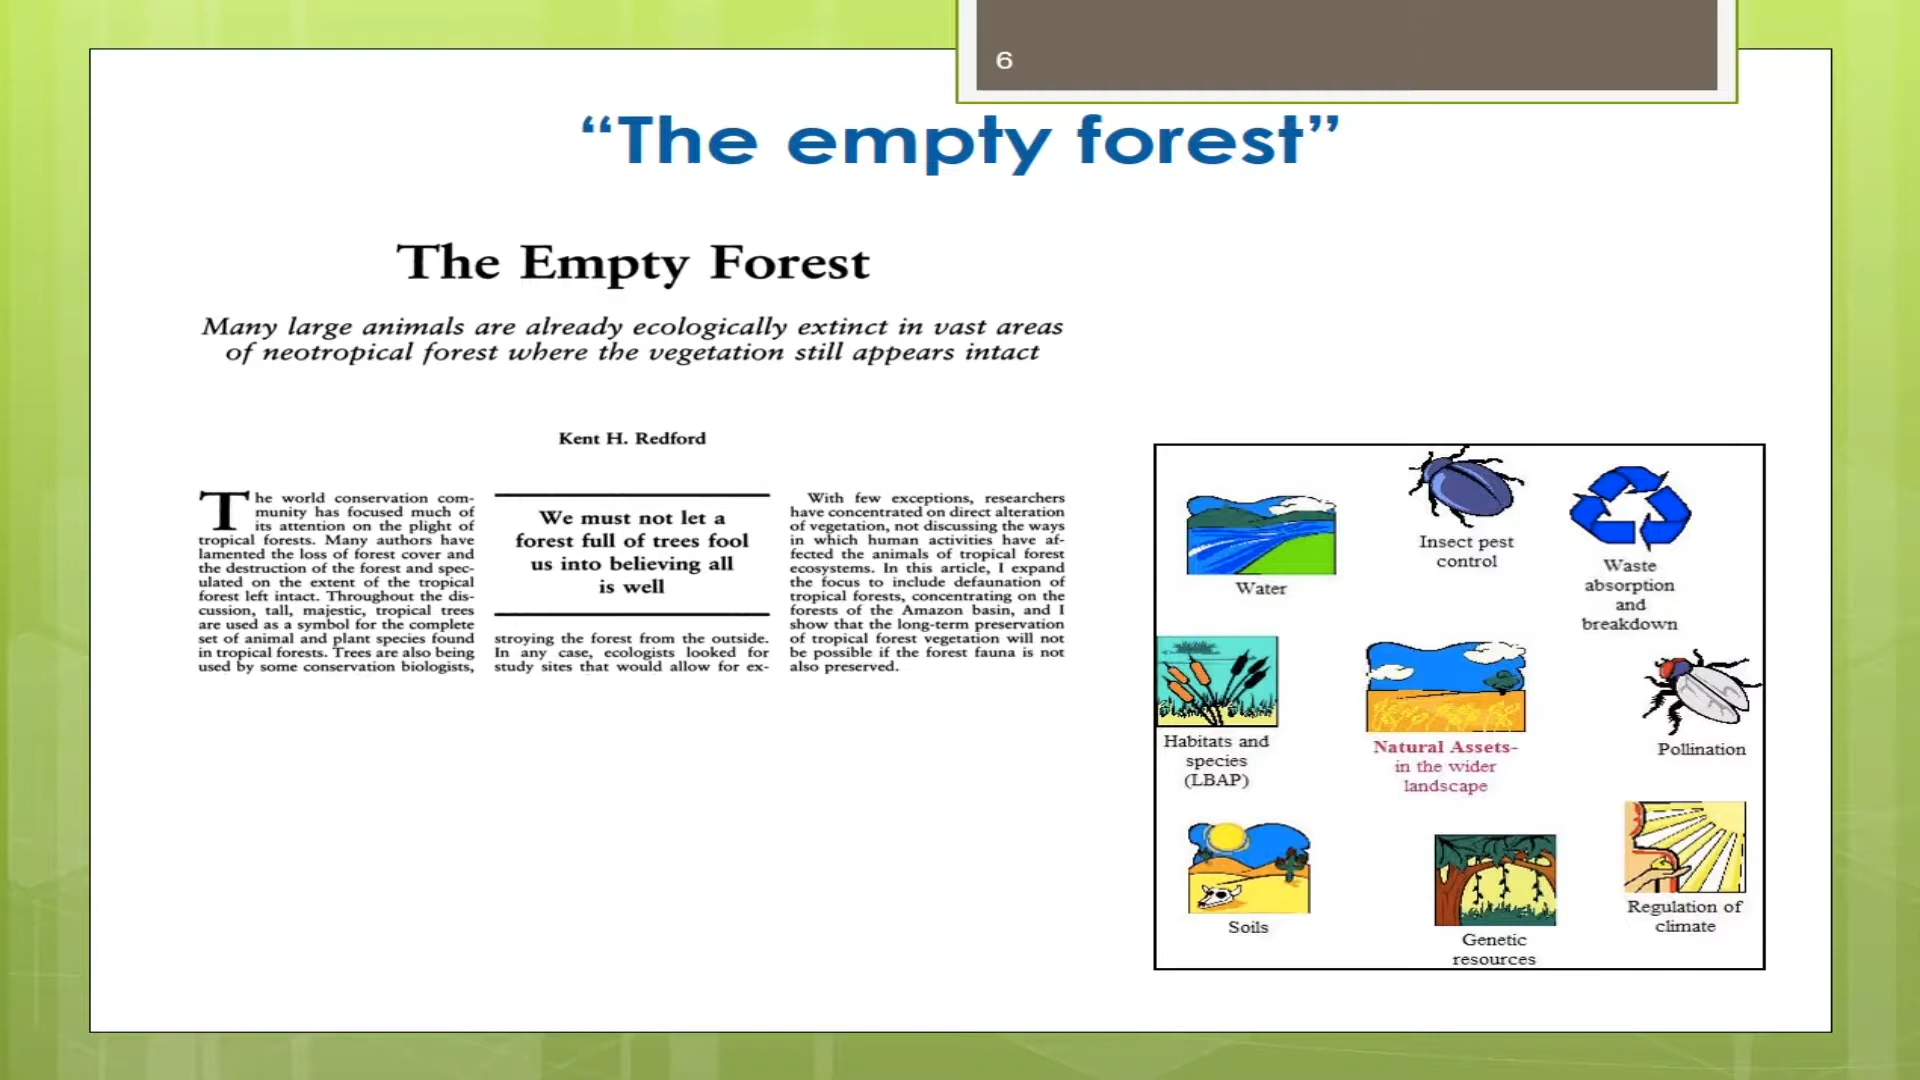 6
“The empty forest”
The Empty Forest
Many large animals are already ecologically extinct in vast areas
of neotropical forest where the vegetation still appears intact
Kent H. Redford
The world conservation com-
munity has focused much of
its attention on the plight of
tropical forests. Many authors have
lamented the loss of forest cover and
the destruction of the forest and spec-
ulated on the extent of the tropical
forest left intact. Throughout the dis-
cussion, tall, majestic, tropical trees
are used as a symbol for the complete
set of animal and plant species found
in tropical forests. Trees are also being
used by some conservation biologists,
We must not let a
forest full of trees fool
us into believing all
is well
stroying the forest from the outside.
In any case, ecologists looked for
study sites that would allow for ex-
With few exceptions, researchers
have concentrated on direct alteration
of vegetation, not discussing the ways
in which human activities have af-
fected the animals of tropical forest
ecosystems. In this article, I expand
the focus to include defaunation of
tropical forests, concentrating on the
forests of the Amazon basin, and I
show that the long-term preservation
of tropical forest vegetation will not
be possible if the forest fauna is not
also preserved.
Water
Insect pest
control
Waste
absorption
and
breakdown
Habitats and
species
(LBAP)
Natural Assets-
in the wider
landscape
Pollination
Soils
Genetic
resources
Regulation of
climate